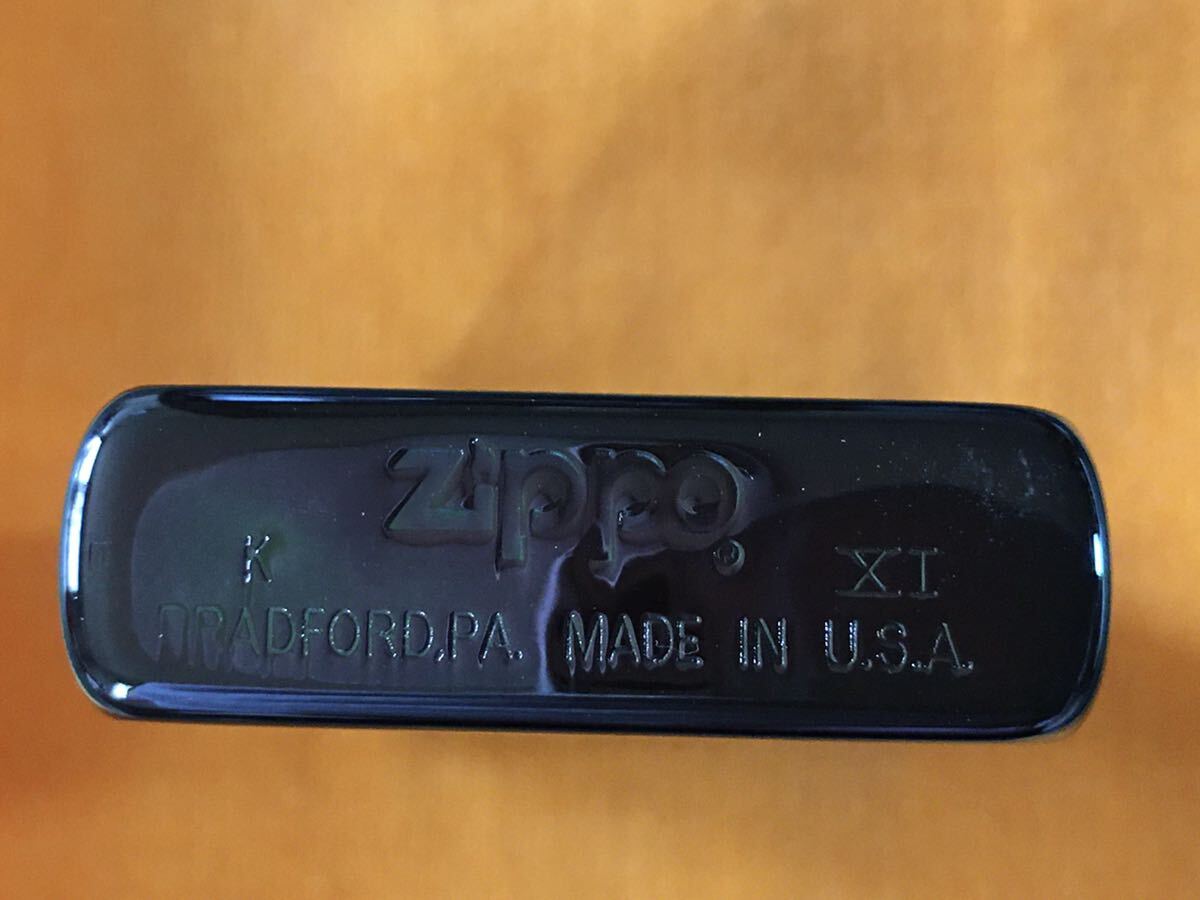 Zippo®
K XI
BRADFORD,PA. MADE IN U.S.A.